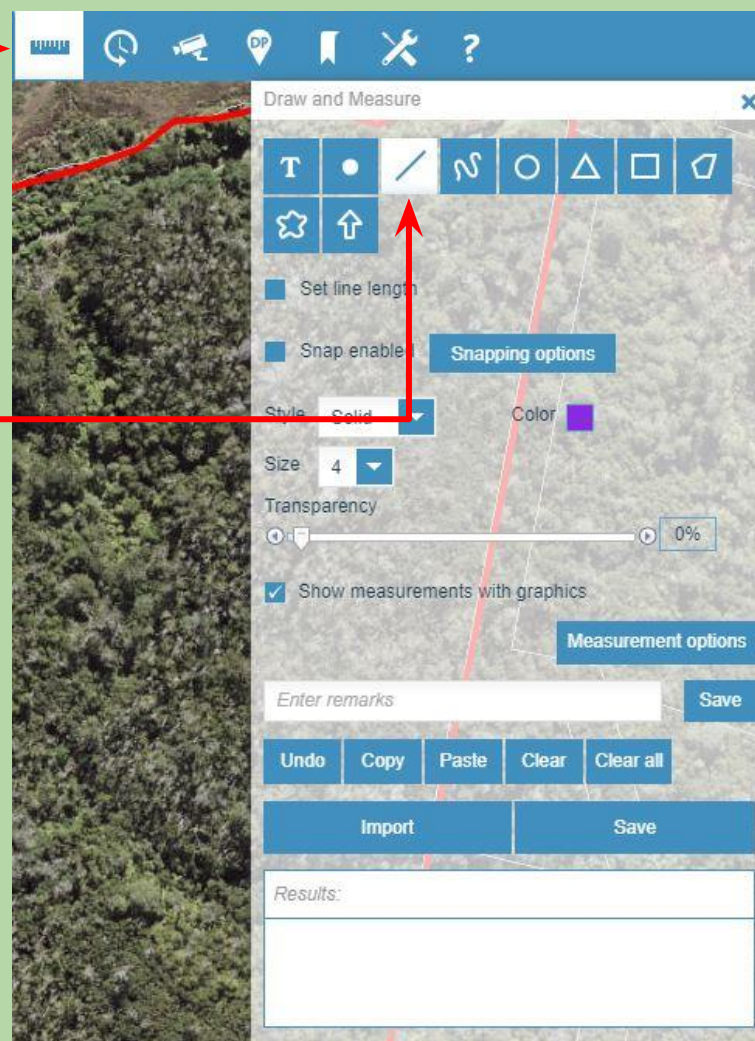 DP
?
Draw and Measure
T
Set line length
Snap enabled
Snapping options
Style Solid
Color
Size 4
Transparency
0%
Show measurements with graphics
Measurement options
Enter remarks
Save
Undo Copy Paste Clear Clear all
Import Save
Results: